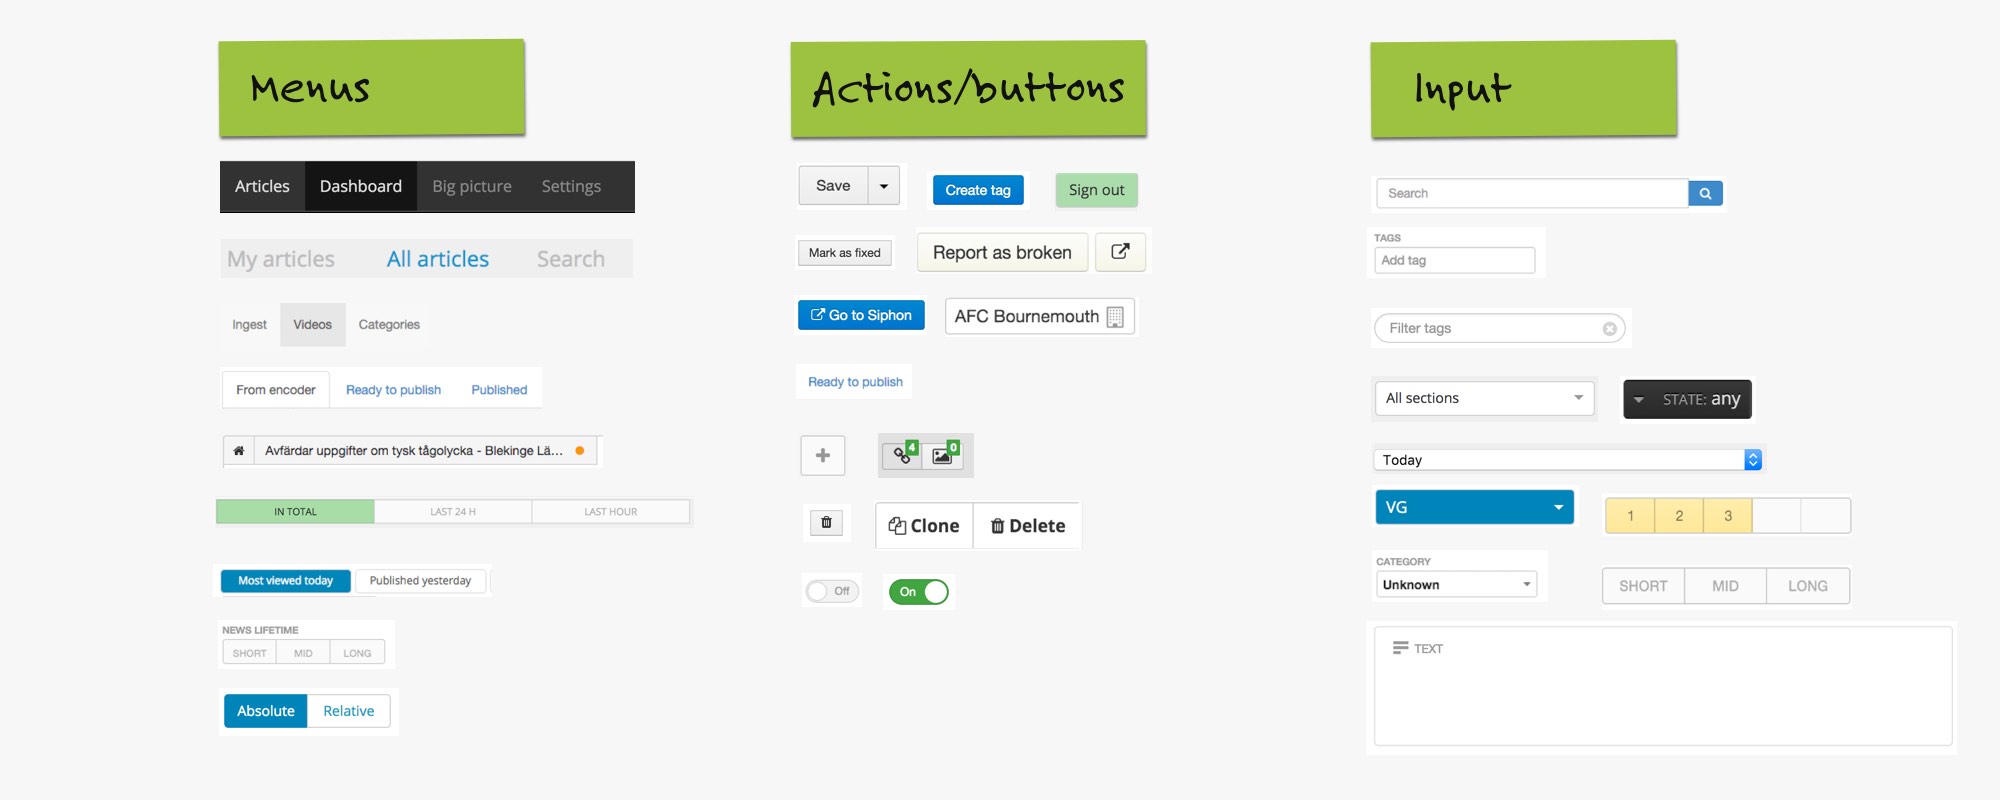 Menus
Articles Dashboard Big picture Settings
My articles All articles Search
Ingest Videos Categories
From encoder Ready to publish Published
Avfärdar uppgifter om tysk tågolycka - Blekinge Lä...
IN TOTAL LAST 24 H LAST HOUR
Most viewed today Published yesterday
NEWS LIFETIME
SHORT MID LONG
Absolute Relative
Actions/buttons
Save Create tag Sign out
Mark as fixed Report as broken
Go to Siphon AFC Bournemouth
Ready to publish
4 0
Clone Delete
Off On
Input
Search
TAGS
Add tag
Filter tags
All sections STATE: any
Today
VG 1 2 3
CATEGORY
Unknown SHORT MID LONG
TEXT